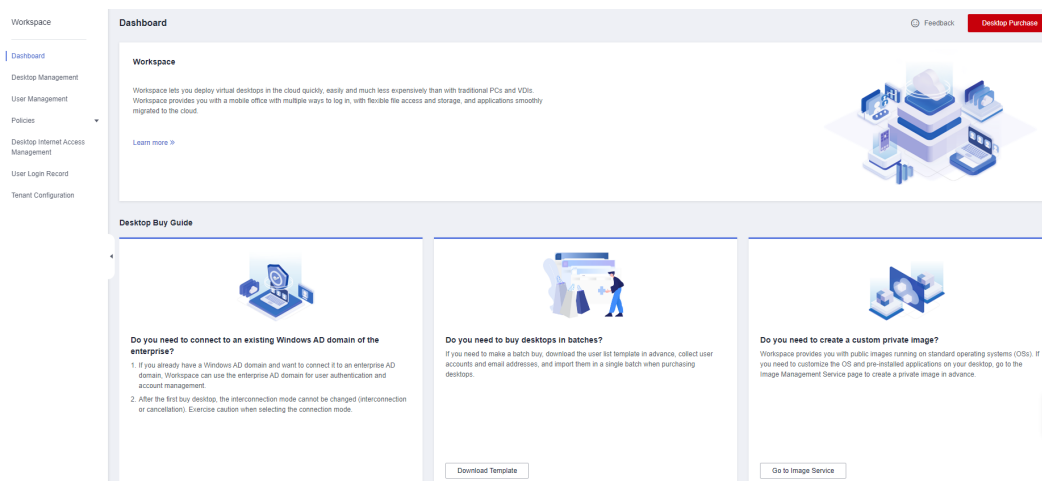 Workspace
Dashboard
Desktop Management
User Management
Policies
Desktop Internet Access
Management
User Login Record
Tenant Configuration
Dashboard
Feedback
Desktop Purchase
Workspace
Workspace lets you deploy virtual desktops in the cloud quickly, easily and much less expensively than with traditional PCs and VDIs.
Workspace provides you with a mobile office with multiple ways to log in, with flexible file access and storage, and applications smoothly
migrated to the cloud.
Learn more »
Desktop Buy Guide
Do you need to connect to an existing Windows AD domain of the
enterprise?
1. If you already have a Windows AD domain and want to connect it to an enterprise AD
domain, Workspace can use the enterprise AD domain for user authentication and
account management.
2. After the first buy desktop, the interconnection mode cannot be changed (interconnection
or cancellation). Exercise caution when selecting the connection mode.
Do you need to buy desktops in batches?
If you need to make a batch buy, download the user list template in advance, collect user
accounts and email addresses, and import them in a single batch when purchasing
desktops.
Download Template
Do you need to create a custom private image?
Workspace provides you with public images running on standard operating systems (OSs). If
you need to customize the OS and pre-installed applications on your desktop, go to the
Image Management Service page to create a private image in advance.
Go to Image Service